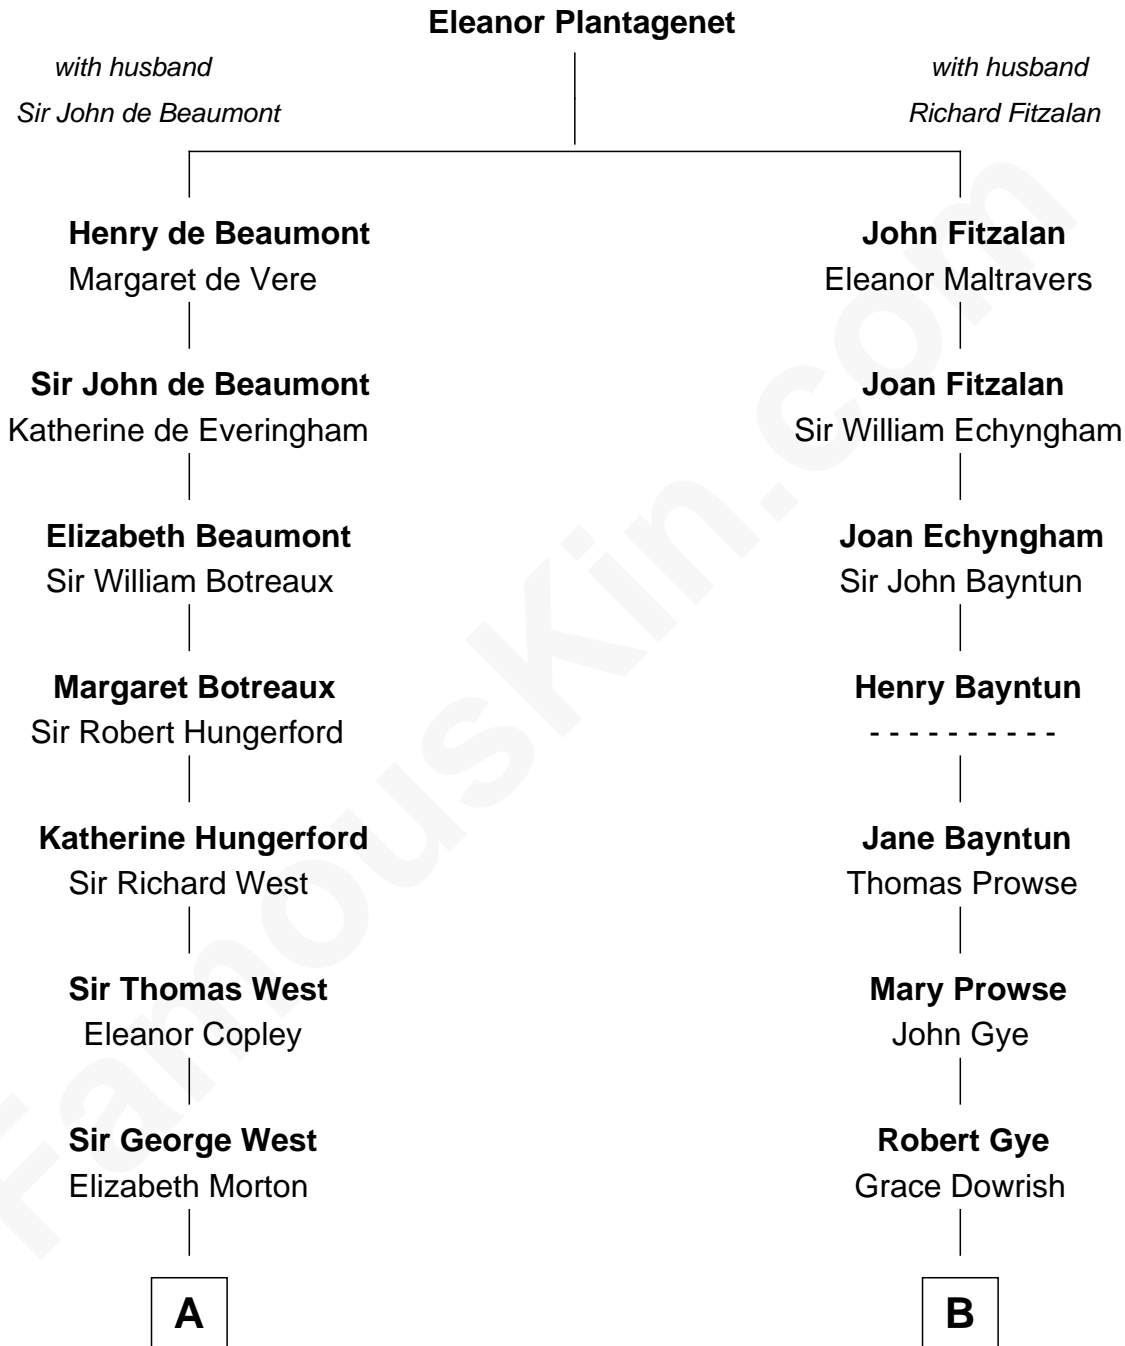 Eleanor Plantagenet
with husband
Sir John de Beaumont
with husband
Richard Fitzalan
Henry de Beaumont
Margaret de Vere
John Fitzalan
Eleanor Maltravers
Sir John de Beaumont
Katherine de Everingham
Joan Fitzalan
Sir William Echyngham
Elizabeth Beaumont
Sir William Botreaux
Joan Echyngham
Sir John Bayntun
Margaret Botreaux
Sir Robert Hungerford
Henry Bayntun
- - - - - - - - - -
Katherine Hungerford
Sir Richard West
Jane Bayntun
Thomas Prowse
Sir Thomas West
Eleanor Copley
Mary Prowse
John Gye
Sir George West
Elizabeth Morton
Robert Gye
Grace Dowrish
A
B
FamousKin.com